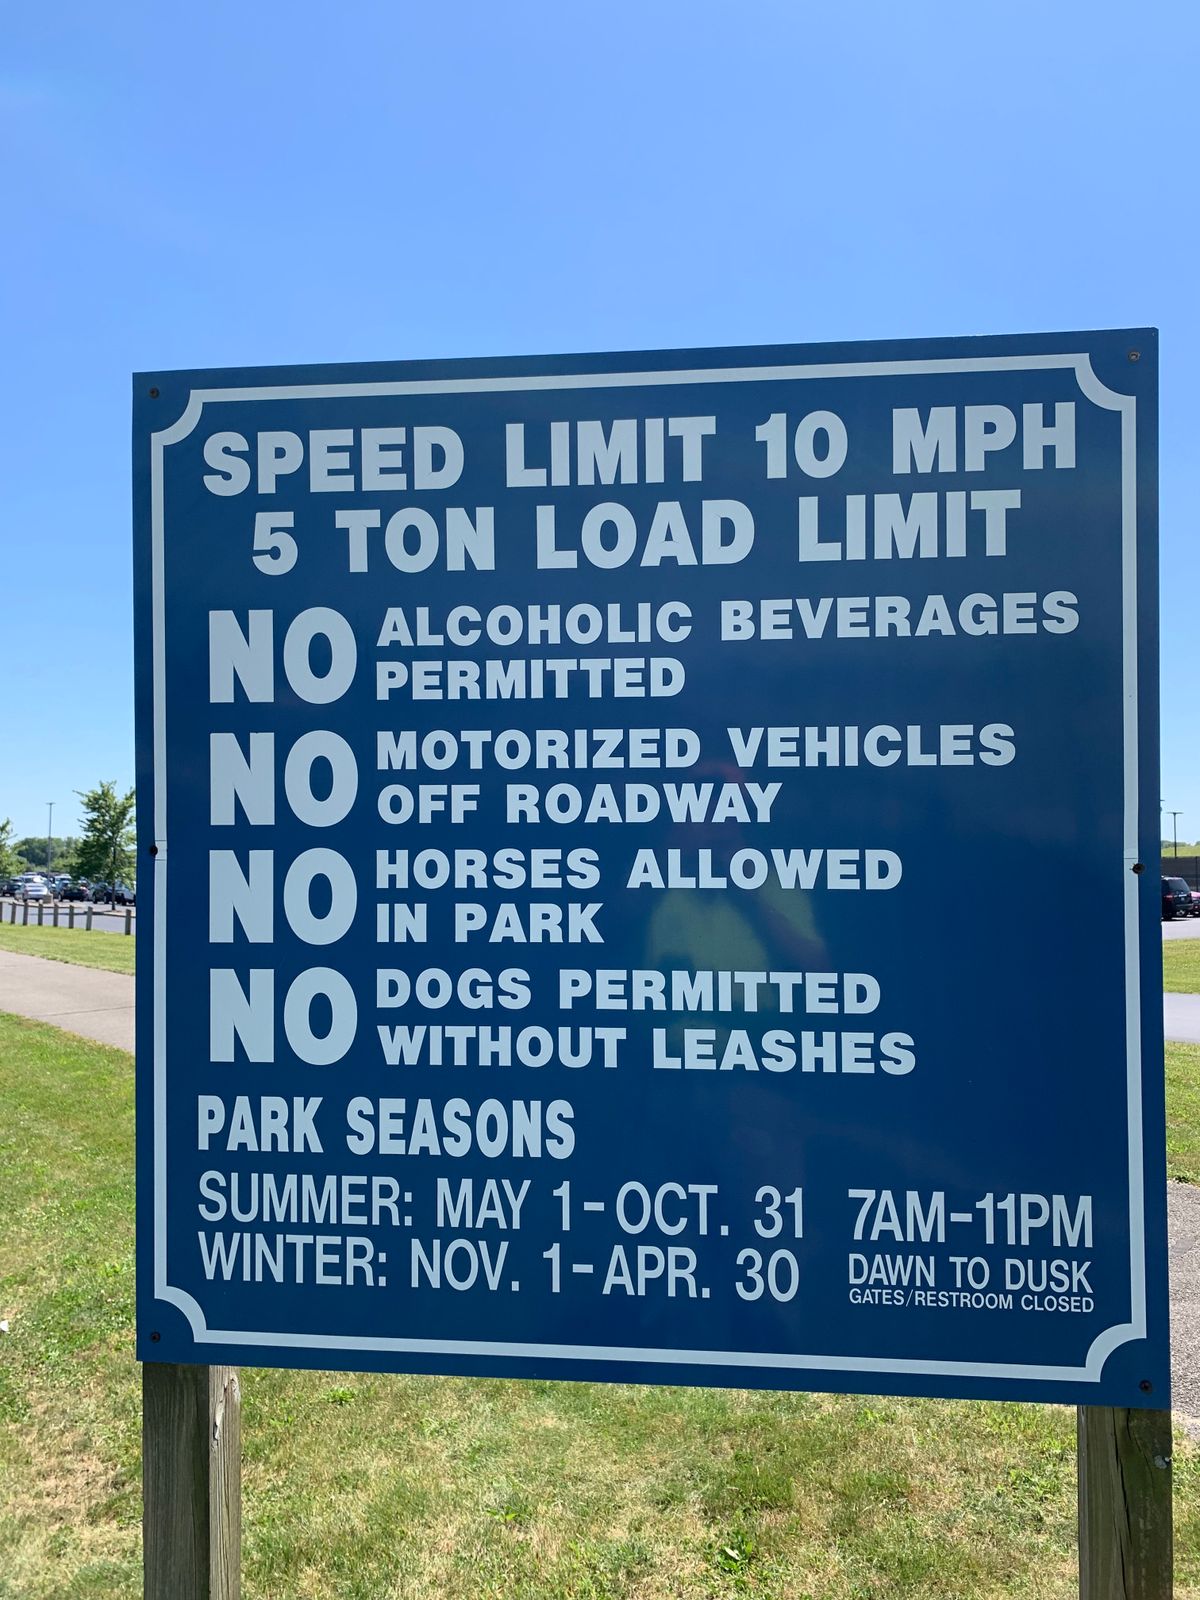 SPEED LIMIT 10 MPH
5 TON LOAD LIMIT
NO ALCOHOLIC BEVERAGES
PERMITTED
NO MOTORIZED VEHICLES
OFF ROADWAY
NO HORSES ALLOWED
IN PARK
NO DOGS PERMITTED
WITHOUT LEASHES
PARK SEASONS
SUMMER: MAY 1-OCT. 31 7AM-11PM
WINTER: NOV. 1-APR. 30 DAWN TO DUSK
GATES/RESTROOM CLOSED